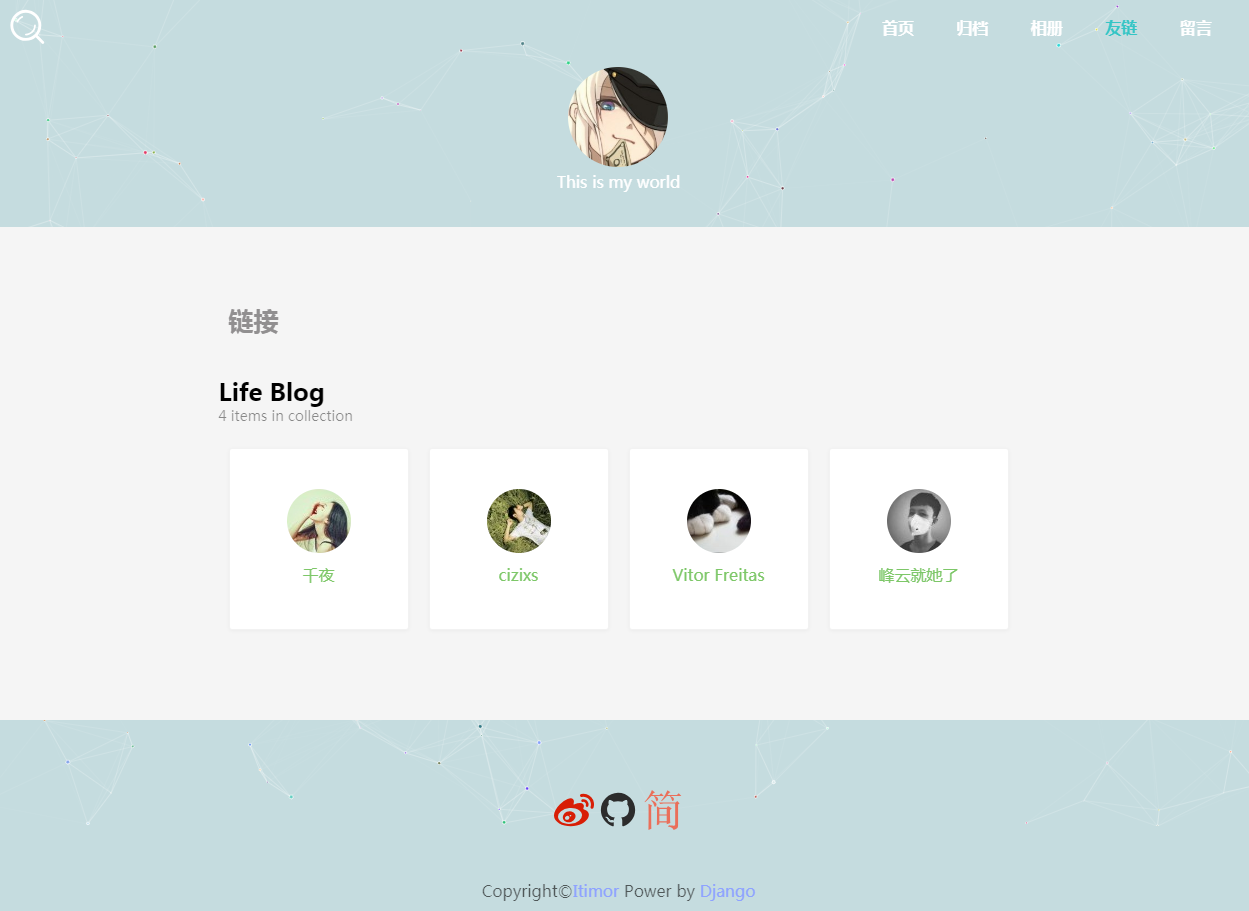 首页 归档 相册 友链 留言
This is my world
链接
Life Blog
4 items in collection
千夜 cizixs Vitor Freitas 峰云就她了
简
Copyright©Itimor Power by Django